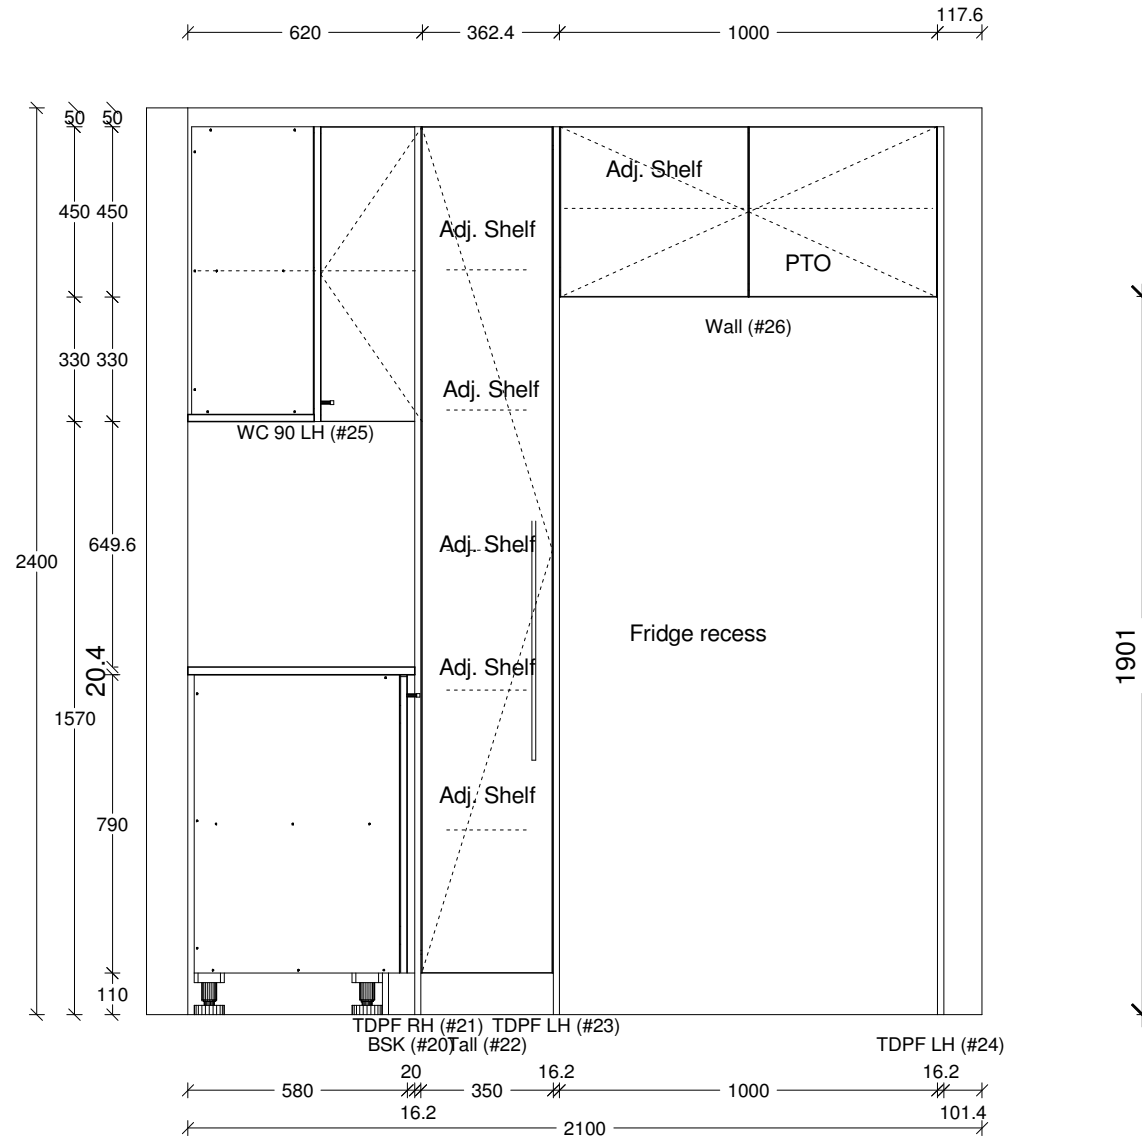 117.6
620
362.4
1000
50
50
450
450
Adj. Shelf
Adj. Shelf
PTO
Wall (#26)
330
330
Adj. Shelf
WC 90 LH (#25)
649.6
Adj. Shelf
2400
Fridge recess
1901
20.4
Adj. Shelf
1570
Adj. Shelf
790
110
TDPF RH (#21)
TDPF LH (#23)
BSK (#20)
Tall (#22)
TDPF LH (#24)
20
16.2
16.2
580
350
1000
16.2
101.4
2100